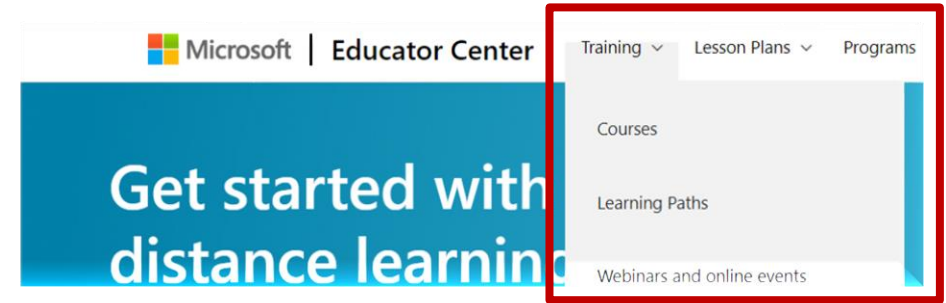 Microsoft | Educator Center
Training
Lesson Plans
Programs
Courses
Learning Paths
Webinars and online events
Get started with
distance learning